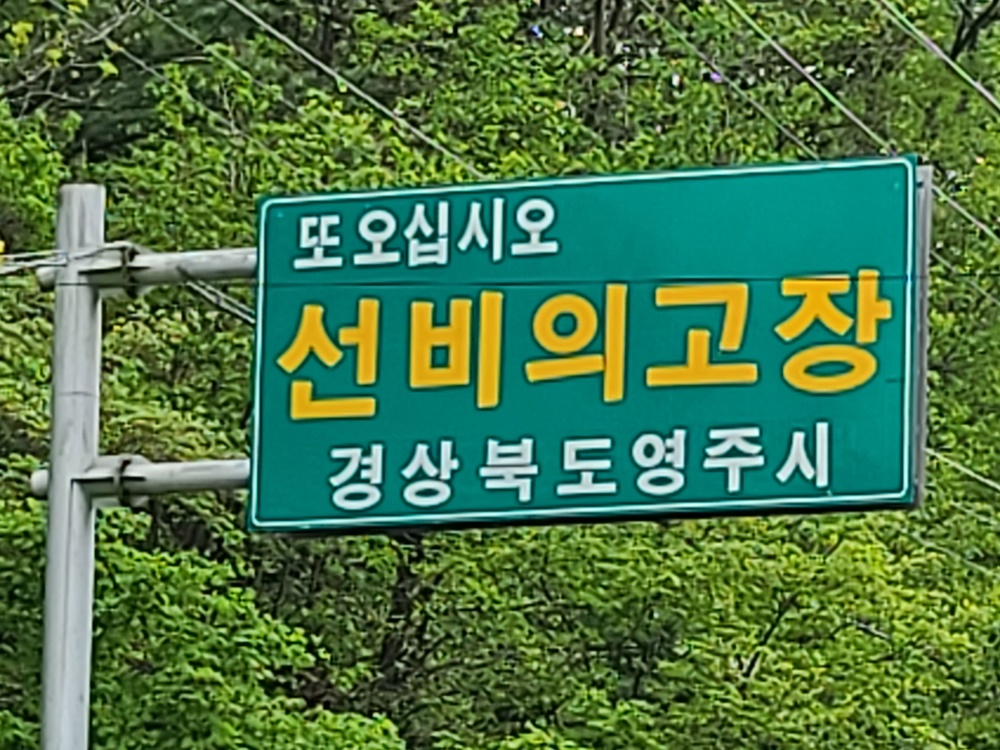 또 오십시오
선비의고장
경상북도영주시